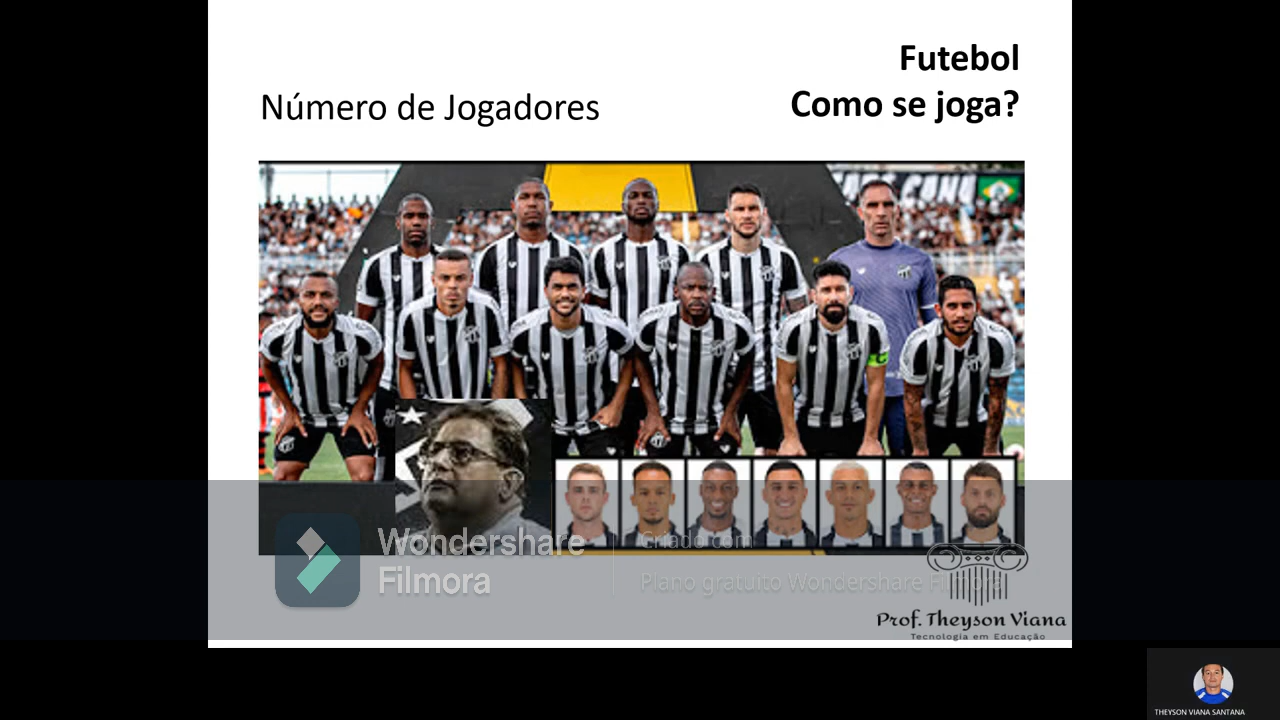 Futebol
Como se joga?
Número de Jogadores
Wondershare
Filmora
Criado com
Plano gratuito Wondershare Filmora
Prof. Theyson Viana
Tecnologia em Educação
THEYSON VIANA SANTANA